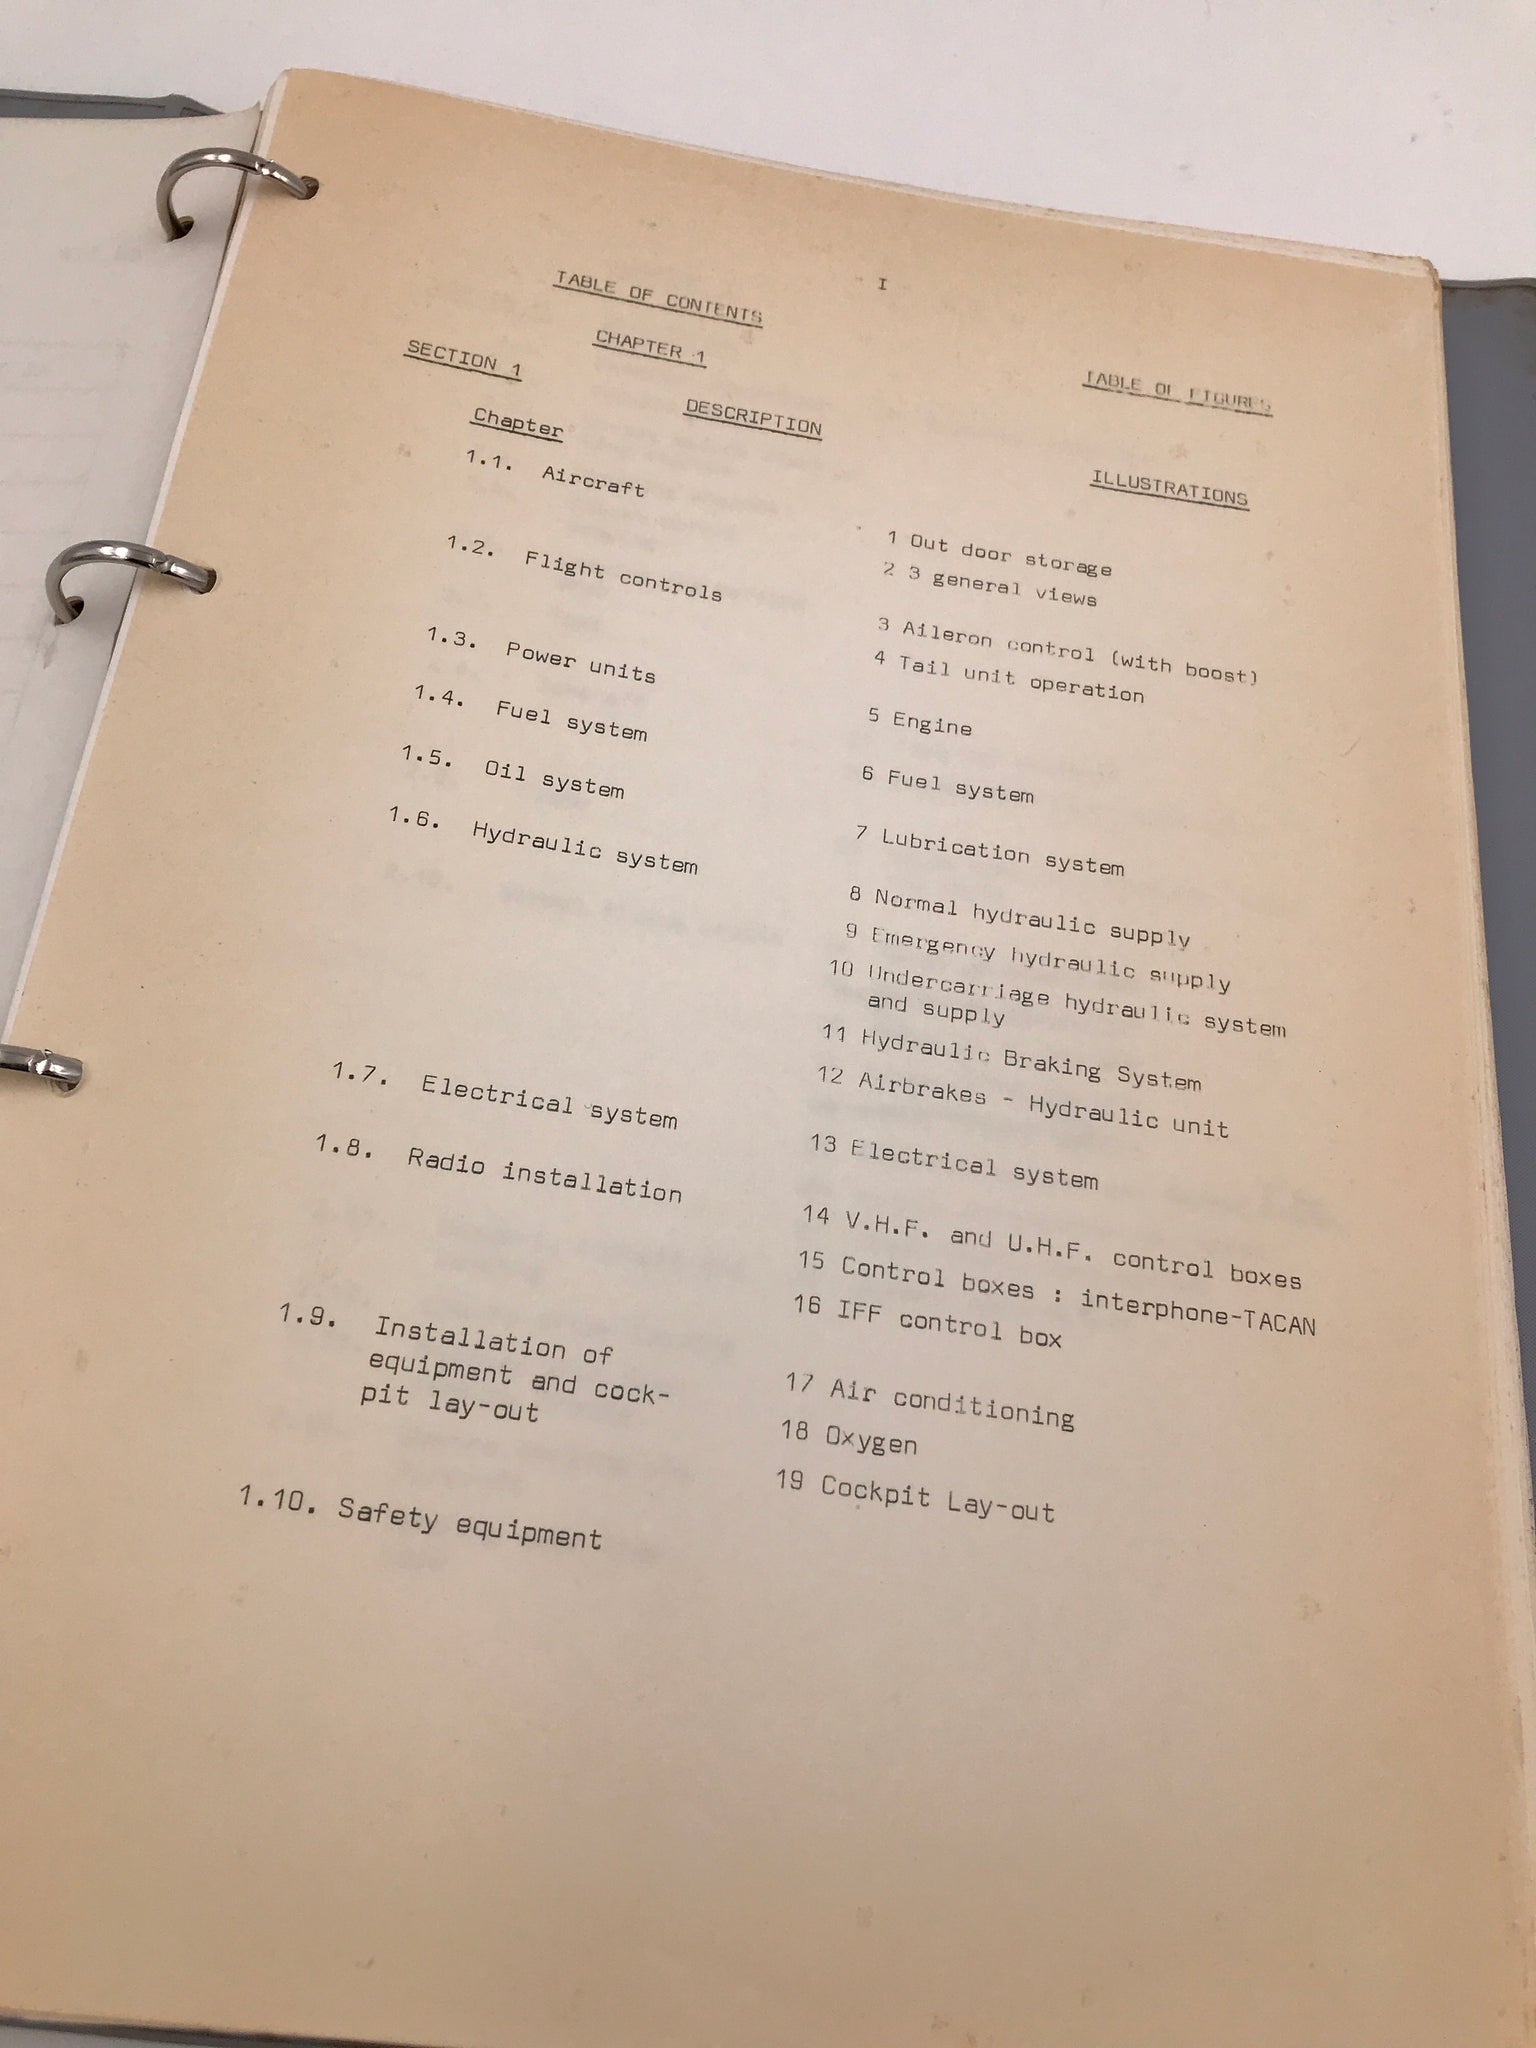 I
TABLE OF CONTENTS
CHAPTER 1
SECTION 1
TABLE OF FIGURES
DESCRIPTION
Chapter
ILLUSTRATIONS
1.1. Aircraft
1 Out door storage
2 3 general views
1.2. Flight controls
3 Aileron control (with boost)
4 Tail unit operation
1.3. Power units
5 Engine
1.4. Fuel system
6 Fuel system
1.5. Oil system
7 Lubrication system
1.6. Hydraulic system
8 Normal hydraulic supply
9 Emergency hydraulic supply
10 Undercarriage hydraulic system
and supply
11 Hydraulic Braking System
12 Airbrakes - Hydraulic unit
1.7. Electrical system
13 Electrical system
1.8. Radio installation
14 V.H.F. and U.H.F. control boxes
15 Control boxes : interphone-TACAN
16 IFF control box
1.9. Installation of
equipment and cock-
pit lay-out
17 Air conditioning
18 Oxygen
19 Cockpit Lay-out
1.10. Safety equipment